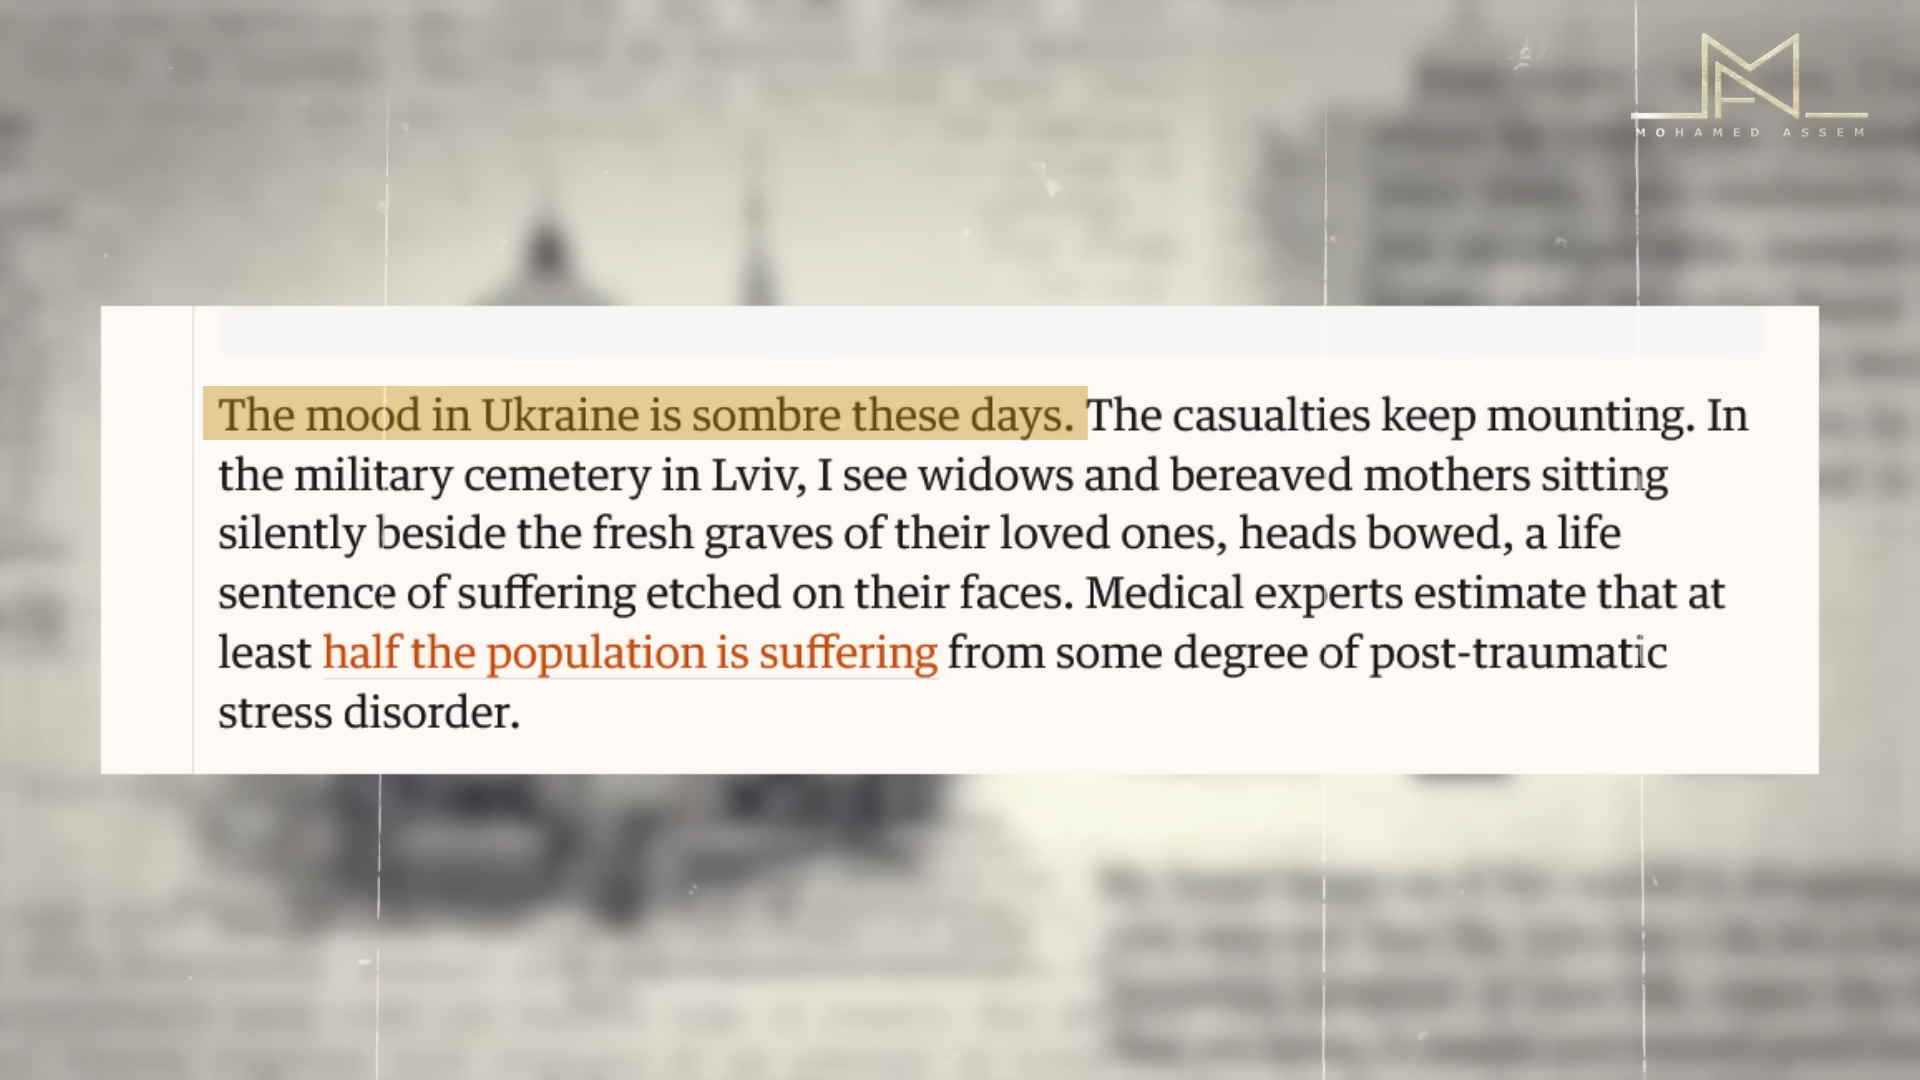 MOHAMED ASSEM
The mood in Ukraine is sombre these days. The casualties keep mounting. In
the military cemetery in Lviv, I see widows and bereaved mothers sitting
silently beside the fresh graves of their loved ones, heads bowed, a life
sentence of suffering etched on their faces. Medical experts estimate that at
least half the population is suffering from some degree of post-traumatic
stress disorder.